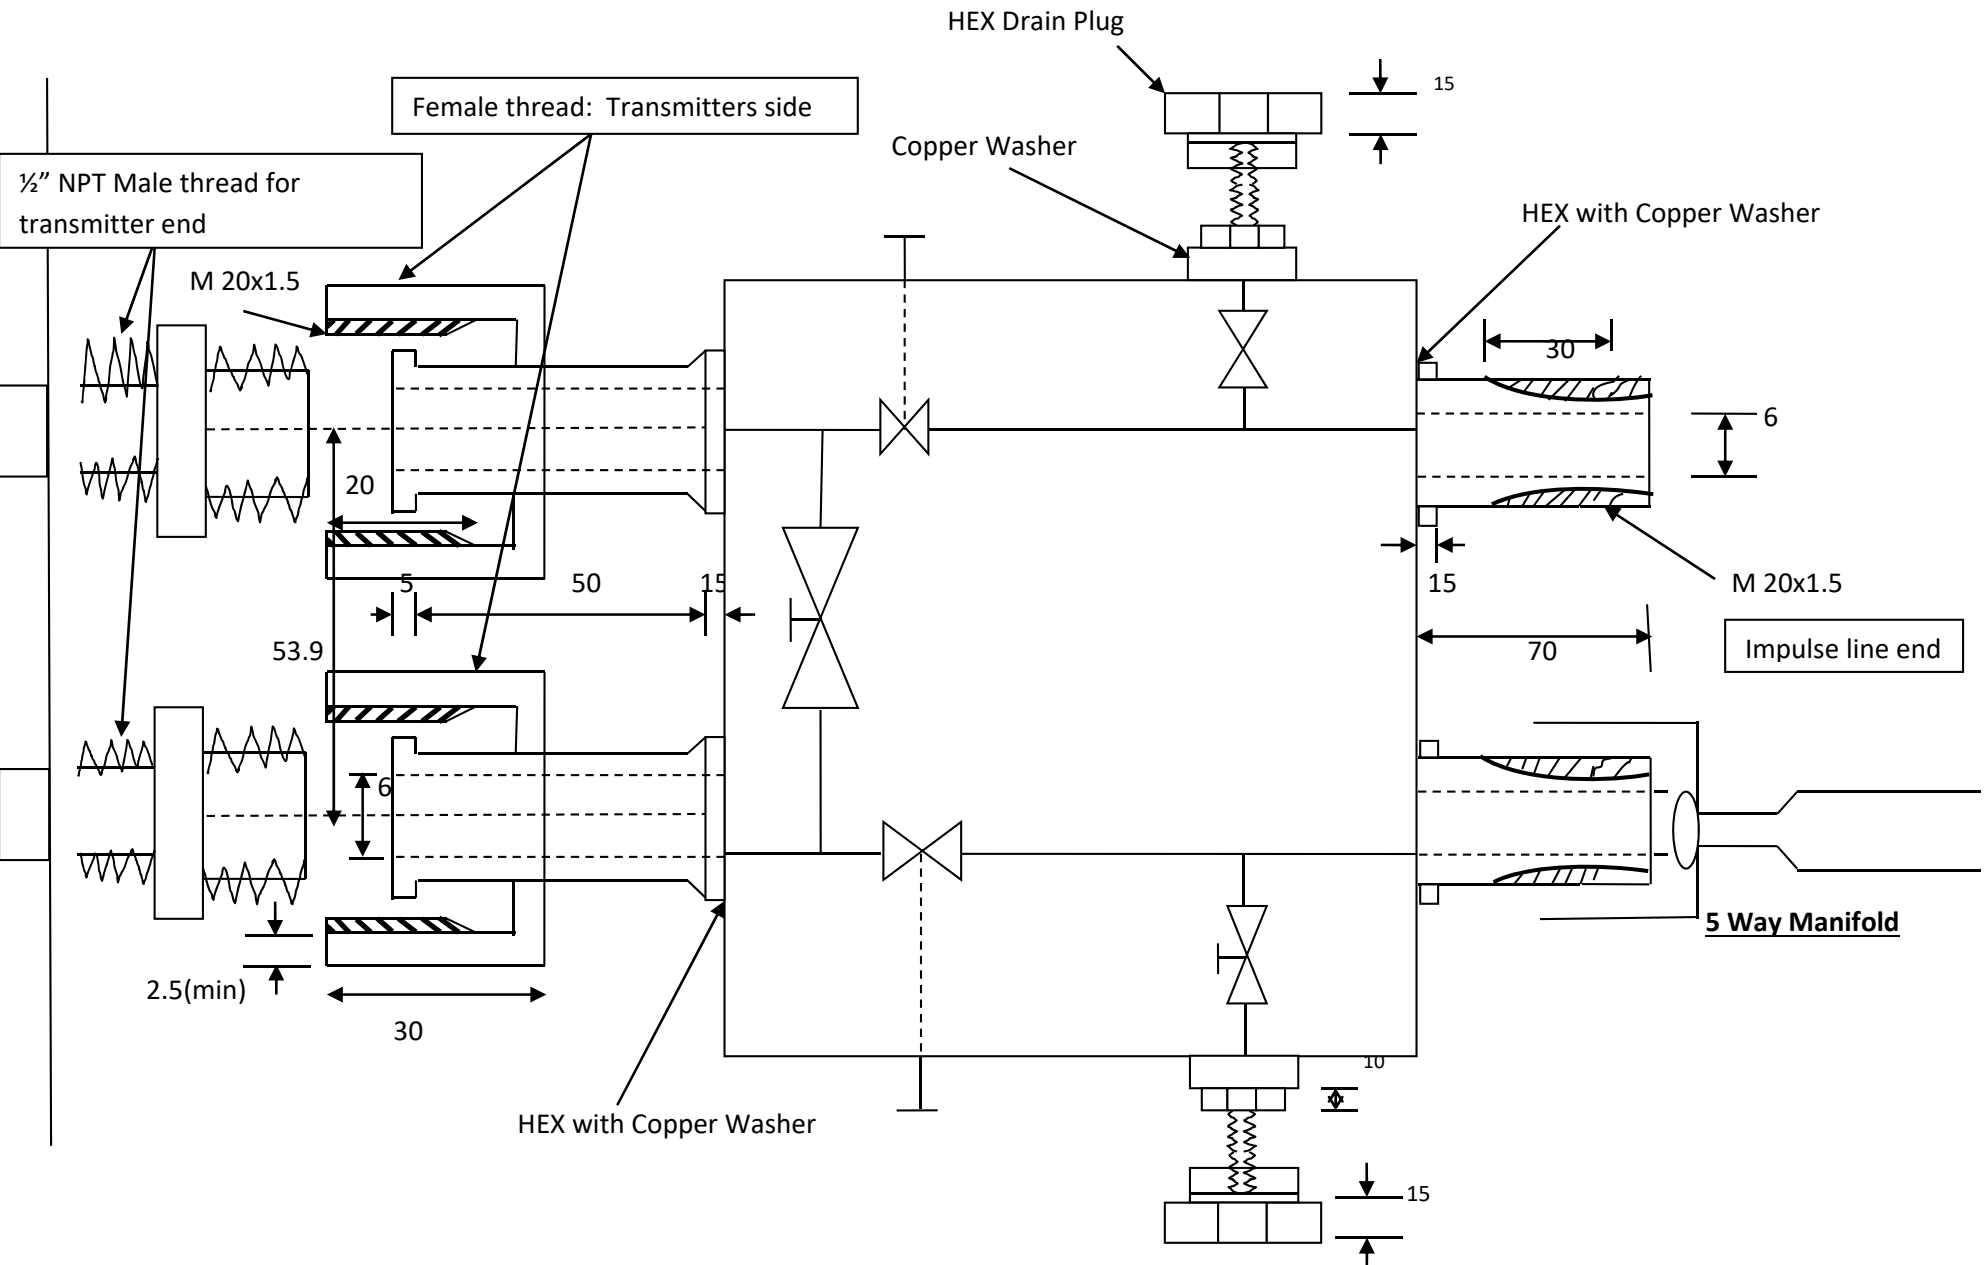 HEX Drain Plug
15
Female thread:  Transmitters side
Copper Washer
½” NPT Male thread for
transmitter end
HEX with Copper Washer
M 20x1.5
30
6
20
5
50
15
15
M 20x1.5
53.9
70
Impulse line end
6
5 Way Manifold
2.5(min)
30
10
HEX with Copper Washer
15